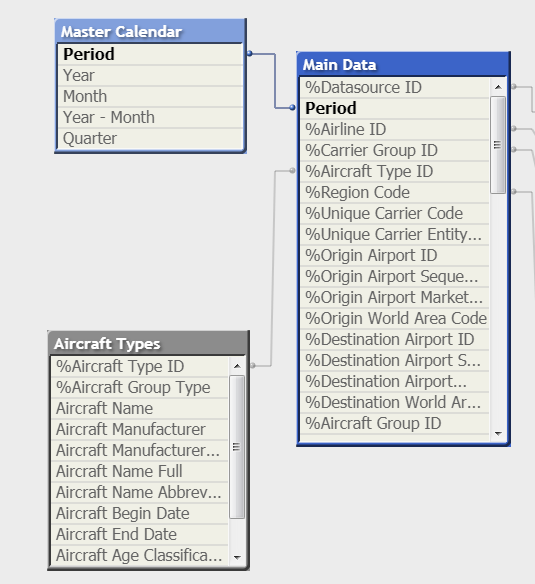 Master Calendar
Period
Year
Month
Year - Month
Quarter
Main Data
%Datasource ID
Period
%Airline ID
%Carrier Group ID
%Aircraft Type ID
%Region Code
%Unique Carrier Code
%Unique Carrier Entity...
%Origin Airport ID
%Origin Airport Seque...
%Origin Airport Market...
%Origin World Area Code
%Destination Airport ID
%Destination Airport S...
%Destination Airport...
%Destination World Ar...
%Aircraft Group ID
Aircraft Types
%Aircraft Type ID
%Aircraft Group Type
Aircraft Name
Aircraft Manufacturer
Aircraft Manufacturer...
Aircraft Name Full
Aircraft Name Abbrev...
Aircraft Begin Date
Aircraft End Date
Aircraft Age Classifica...